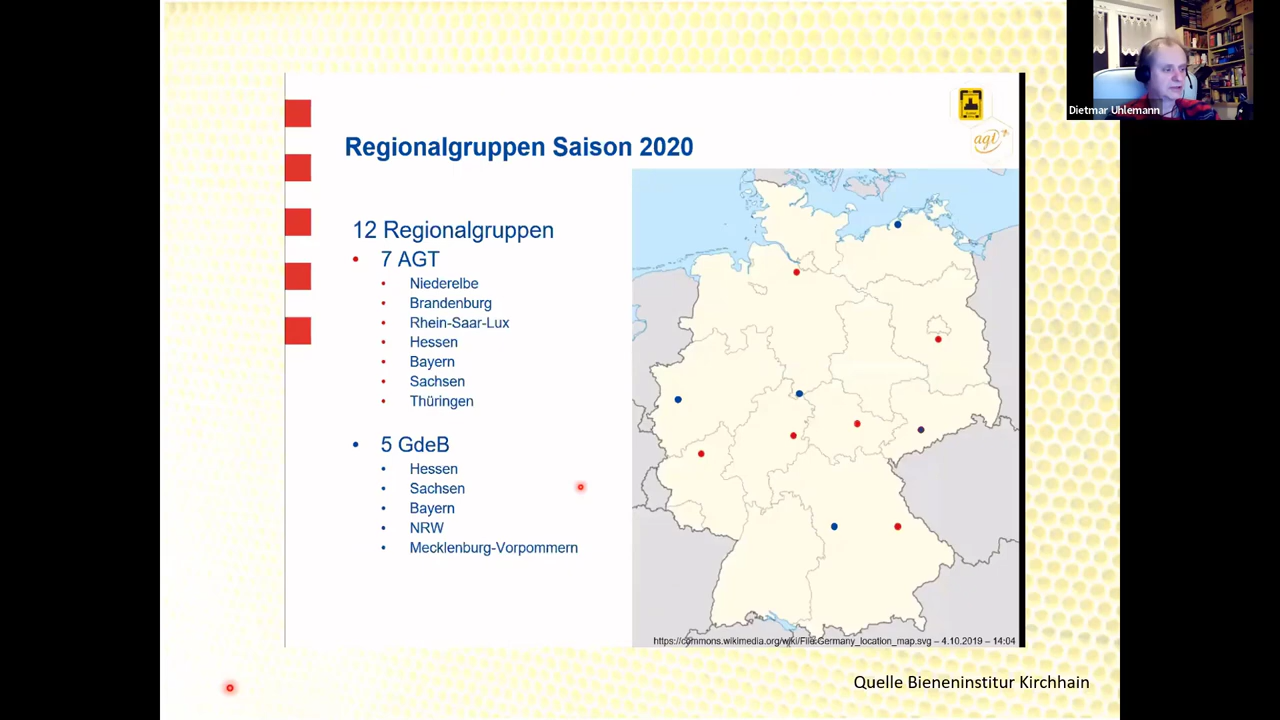 Dietmar Uhlemann
agt
Regionalgruppen Saison 2020
12 Regionalgruppen
• 7 AGT
• Niederelbe
• Brandenburg
• Rhein-Saar-Lux
• Hessen
• Bayern
• Sachsen
• Thüringen
• 5 GdeB
• Hessen
• Sachsen
• Bayern
• NRW
• Mecklenburg-Vorpommern
https://commons.wikimedia.org/wiki/File:Germany_location_map.svg – 4.10.2019 – 14:04
Quelle Bieneninstitur Kirchhain